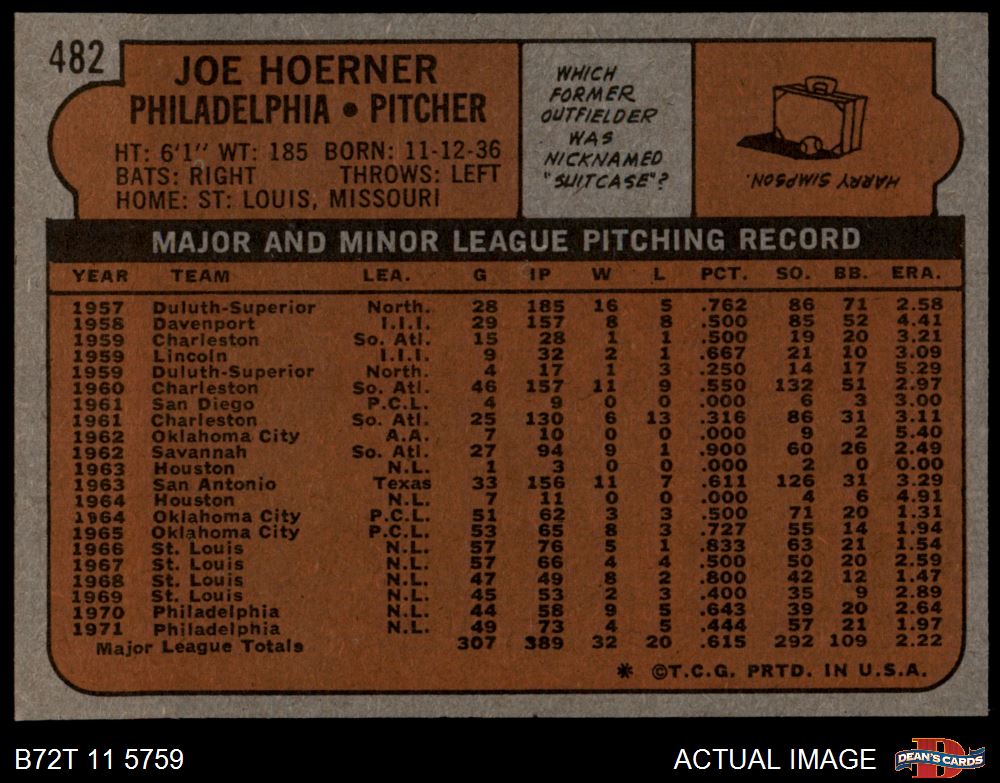 482
JOE HOERNER
PHILADELPHIA • PITCHER
HT: 6'1" WT: 185 BORN: 11-12-36
BATS: RIGHT THROWS: LEFT
HOME: ST: LOUIS, MISSOURI
WHICH
FORMER
OUTFIELDER
WAS
NICKNAMED
"SUITCASE"?
HARRY SIMPSON.
MAJOR AND MINOR LEAGUE PITCHING RECORD
YEAR TEAM LEA. G IP W L PCT. SO. BB. ERA.
1957 Duluth-Superior North. 28 185 16 5 .762 86 71 2.58
1958 Davenport I.I.I. 29 157 8 8 .500 85 52 4.41
1959 Charleston So. Atl. 15 28 1 1 .500 19 20 3.21
1959 Lincoln I.I.I. 9 32 2 1 .667 21 10 3.09
1959 Duluth-Superior North. 4 17 1 3 .250 14 17 5.29
1960 Charleston So. Atl. 46 157 11 9 .550 132 51 2.97
1961 San Diego P.C.L. 4 9 0 0 .000 6 3 3.00
1961 Charleston So. Atl. 25 130 6 13 .316 86 31 3.11
1962 Oklahoma City A.A. 7 10 0 0 .000 9 2 5.40
1962 Savannah So. Atl. 27 94 9 1 .900 60 26 2.49
1963 Houston N.L. 1 3 0 0 .000 2 0 0.00
1963 San Antonio Texas 33 156 11 7 .611 126 31 3.29
1964 Houston N.L. 7 11 0 0 .000 4 6 4.91
1964 Oklahoma City P.C.L. 51 62 3 3 .500 71 20 1.31
1965 Oklahoma City P.C.L. 53 65 8 3 .727 55 14 1.94
1966 St. Louis N.L. 57 76 5 1 .833 63 21 1.54
1967 St. Louis N.L. 57 66 4 4 .500 50 20 2.59
1968 St. Louis N.L. 47 49 8 2 .800 42 12 1.47
1969 St. Louis N.L. 45 53 2 3 .400 35 9 2.89
1970 Philadelphia N.L. 44 58 9 5 .643 39 20 2.64
1971 Philadelphia N.L. 49 73 4 5 .444 57 21 1.97
Major League Totals 307 389 32 20 .615 292 109 2.22
* ©T.C.G. PRTD. IN U.S.A.
B72T 11 5759
ACTUAL IMAGE
D
DEAN'S CARDS